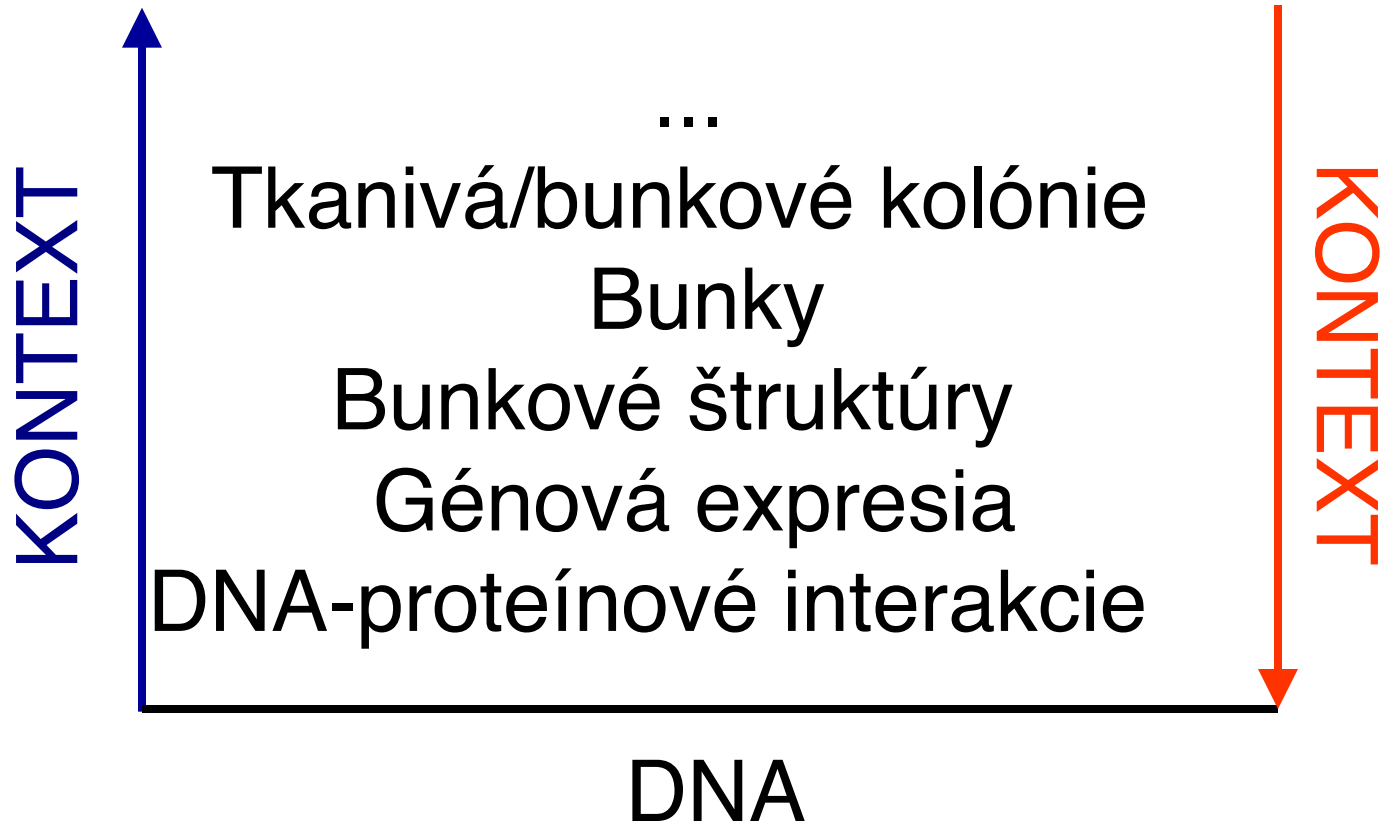 KONTEXT
...
Tkanivá/bunkové kolónie
Bunky
Bunkové štruktúry
Génová expresia
DNA-proteínové interakcie
KONTEXT
DNA